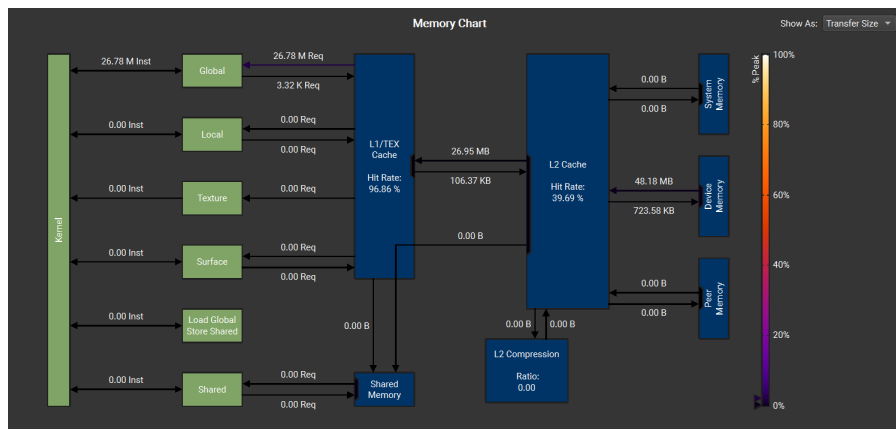 Memory Chart
Show As: Transfer Size
Kernel
26.78 M Inst
Global
26.78 M Req
3.32 K Req
0.00 Inst
Local
0.00 Req
0.00 Req
0.00 Inst
Texture
0.00 Req
0.00 Inst
Surface
0.00 Req
0.00 Req
0.00 Inst
Load Global
Store Shared
0.00 Inst
Shared
0.00 Req
0.00 Req
L1/TEX
Cache
Hit Rate:
96.86 %
0.00 B
Shared
Memory
26.95 MB
106.37 KB
0.00 B
L2 Cache
Hit Rate:
39.69 %
0.00 B
0.00 B
L2 Compression
Ratio:
0.00
0.00 B
0.00 B
System
Memory
48.18 MB
723.58 KB
Device
Memory
0.00 B
0.00 B
Peer
Memory
% Peak
100%
80%
60%
40%
20%
0%